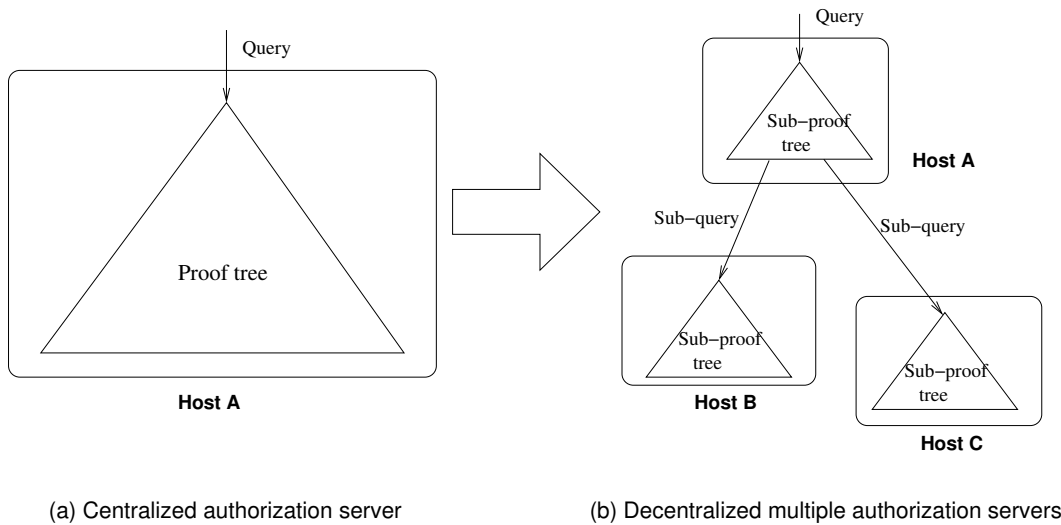 Query
Proof tree
Host A
(a) Centralized authorization server
Query
Sub−proof
tree
Host A
Sub−query
Sub−query
Sub−proof
tree
Host B
Sub−proof
tree
Host C
(b) Decentralized multiple authorization servers